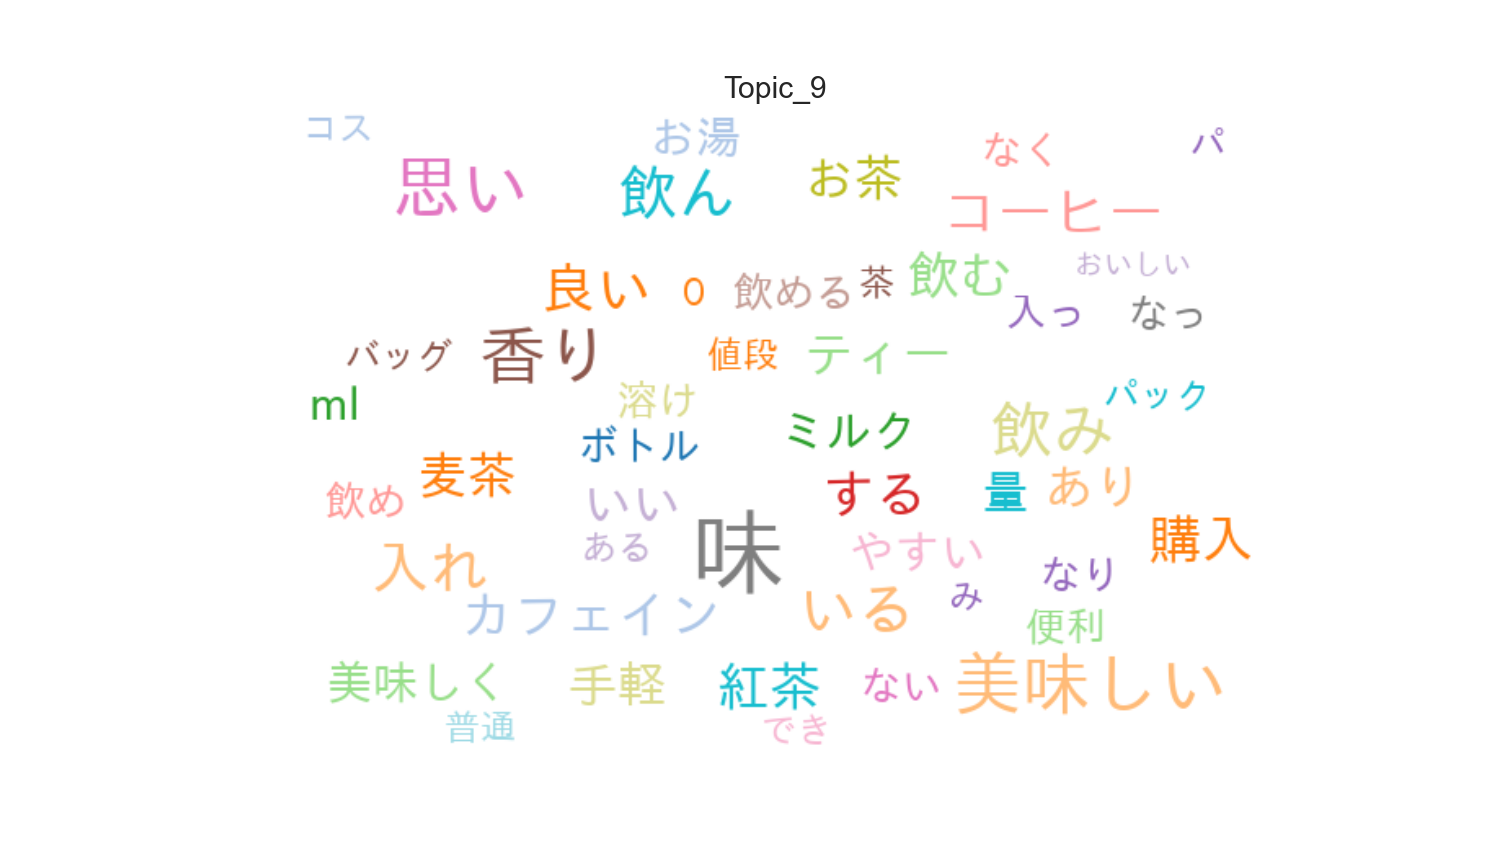 Topic_9
コス
お湯
なく
パ
思い
飲ん
お茶
コーヒー
良い
0
飲める
茶
飲む
おいしい
入っ
なっ
バッグ
香り
値段
ティー
ml
溶け
パック
ボトル
ミルク
飲み
麦茶
飲め
いい
する
量
あり
味
購入
入れ
ある
やすい
なり
カフェイン
いる
み
便利
美味しく
手軽
紅茶
ない
美味しい
普通
でき